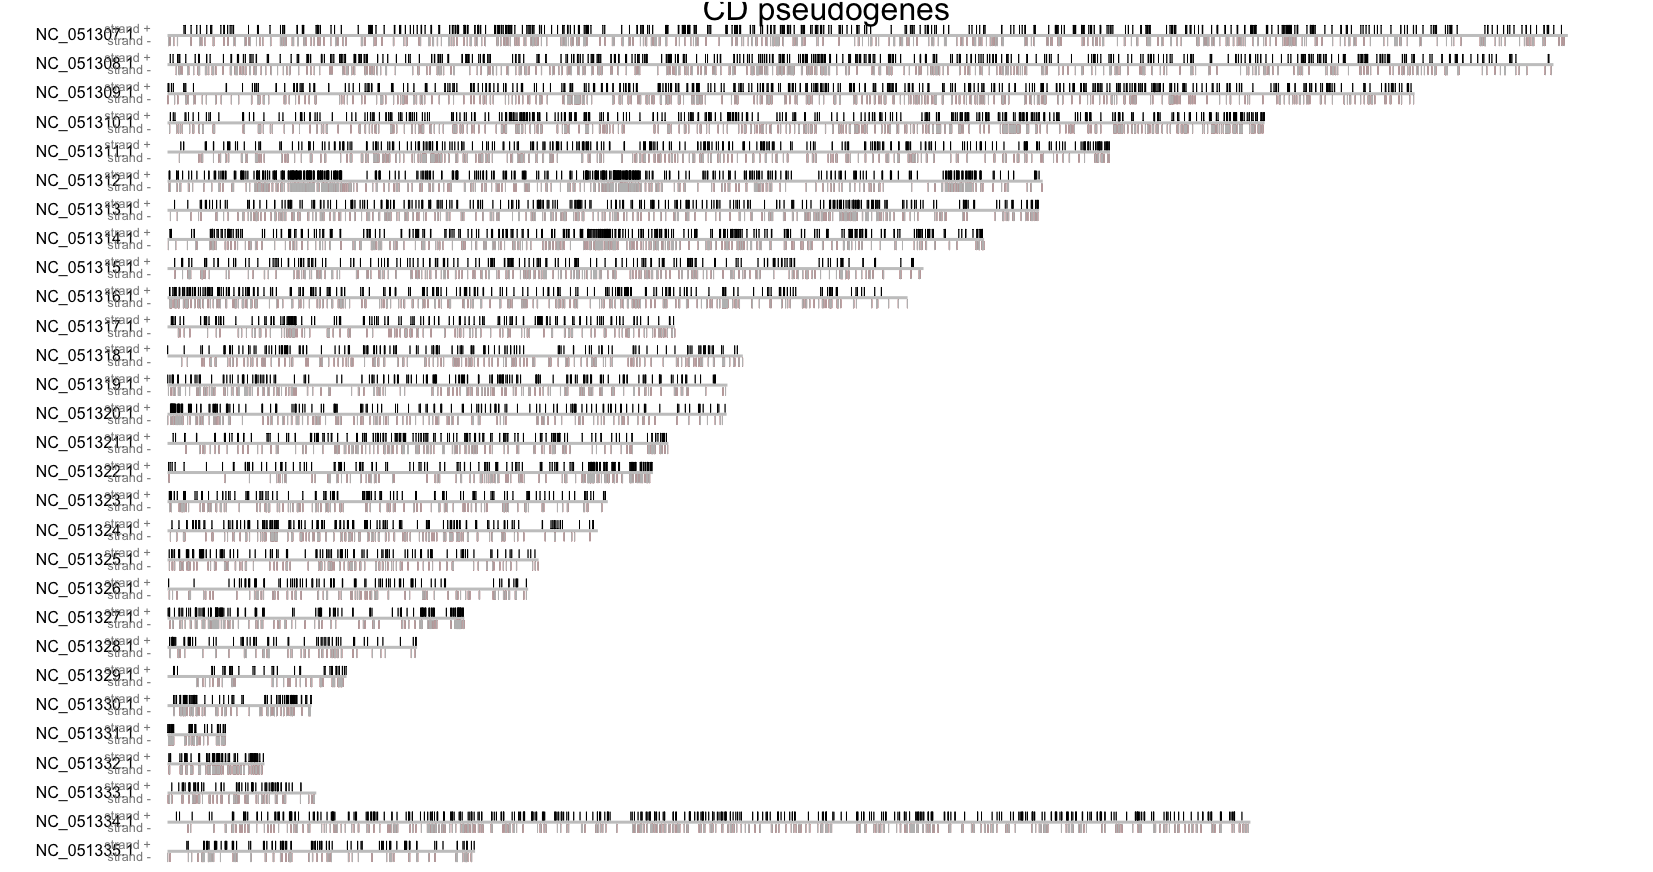 CD pseudogenes
strand +
NC_051307.1
strand -
strand +
NC_051308.1
strand -
strand +
NC_051309.1
strand -
strand +
NC_051310.1
strand -
strand +
NC_051311.1
strand -
strand +
NC_051312.1
strand -
strand +
NC_051313.1
strand -
strand +
NC_051314.1
strand -
strand +
NC_051315.1
strand -
strand +
NC_051316.1
strand -
strand +
NC_051317.1
strand -
strand +
NC_051318.1
strand -
strand +
NC_051319.1
strand -
strand +
NC_051320.1
strand -
strand +
NC_051321.1
strand -
strand +
NC_051322.1
strand -
strand +
NC_051323.1
strand -
strand +
NC_051324.1
strand -
strand +
NC_051325.1
strand -
strand +
NC_051326.1
strand -
strand +
NC_051327.1
strand -
strand +
NC_051328.1
strand -
strand +
NC_051329.1
strand -
strand +
NC_051330.1
strand -
strand +
NC_051331.1
strand -
strand +
NC_051332.1
strand -
strand +
NC_051333.1
strand -
strand +
NC_051334.1
strand -
strand +
NC_051335.1
strand -